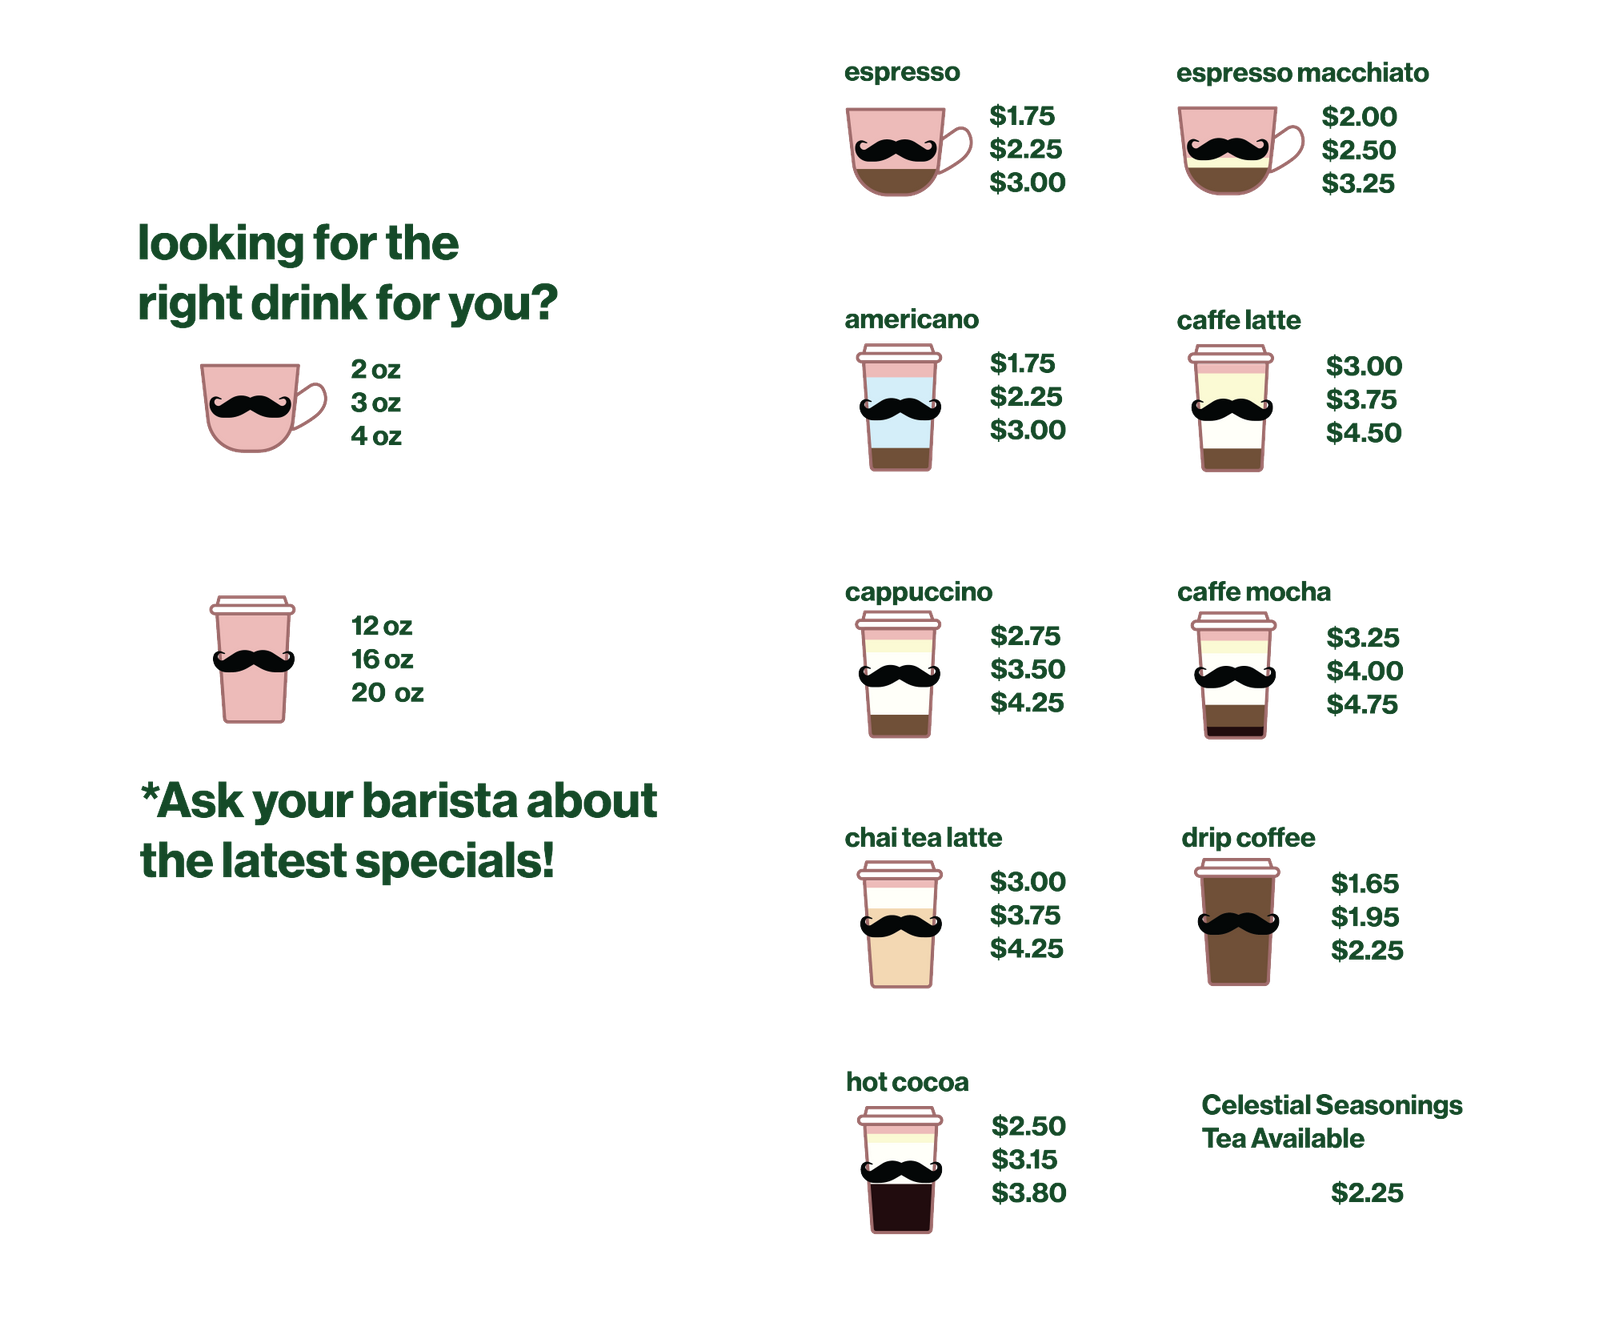 looking for the
right drink for you?
2 oz
3 oz
4 oz
12 oz
16 oz
20 oz
*Ask your barista about
the latest specials!
espresso
$1.75
$2.25
$3.00
espresso macchiato
$2.00
$2.50
$3.25
americano
$1.75
$2.25
$3.00
caffe latte
$3.00
$3.75
$4.50
cappuccino
$2.75
$3.50
$4.25
caffe mocha
$3.25
$4.00
$4.75
chai tea latte
$3.00
$3.75
$4.25
drip coffee
$1.65
$1.95
$2.25
hot cocoa
$2.50
$3.15
$3.80
Celestial Seasonings
Tea Available
$2.25